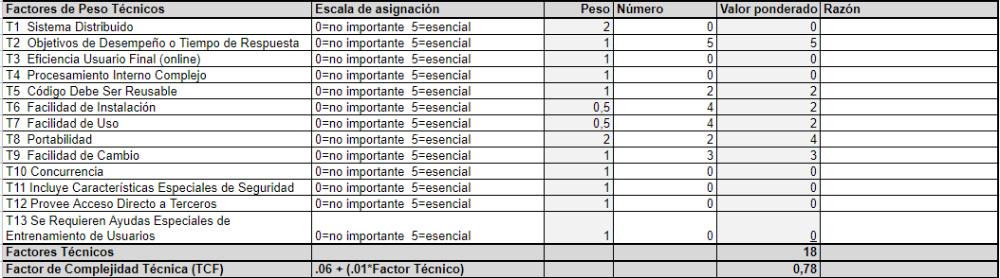 Factores de Peso Técnicos Escala de asignación Peso Número Valor ponderado Razón
T1 Sistema Distribuido 0=no importante 5=esencial 2 0 0
T2 Objetivos de Desempeño o Tiempo de Respuesta 0=no importante 5=esencial 1 5 5
T3 Eficiencia Usuario Final (online) 0=no importante 5=esencial 1 0 0
T4 Procesamiento Interno Complejo 0=no importante 5=esencial 1 0 0
T5 Código Debe Ser Reusable 0=no importante 5=esencial 1 2 2
T6 Facilidad de Instalación 0=no importante 5=esencial 0,5 4 2
T7 Facilidad de Uso 0=no importante 5=esencial 0,5 4 2
T8 Portabilidad 0=no importante 5=esencial 2 2 4
T9 Facilidad de Cambio 0=no importante 5=esencial 1 3 3
T10 Concurrencia 0=no importante 5=esencial 1 0 0
T11 Incluye Características Especiales de Seguridad 0=no importante 5=esencial 1 0 0
T12 Provee Acceso Directo a Terceros 0=no importante 5=esencial 1 0 0
T13 Se Requieren Ayudas Especiales de
Entrenamiento de Usuarios 0=no importante 5=esencial 1 0 0
Factores Técnicos 18
Factor de Complejidad Técnica (TCF) .06 + (.01*Factor Técnico) 0,78